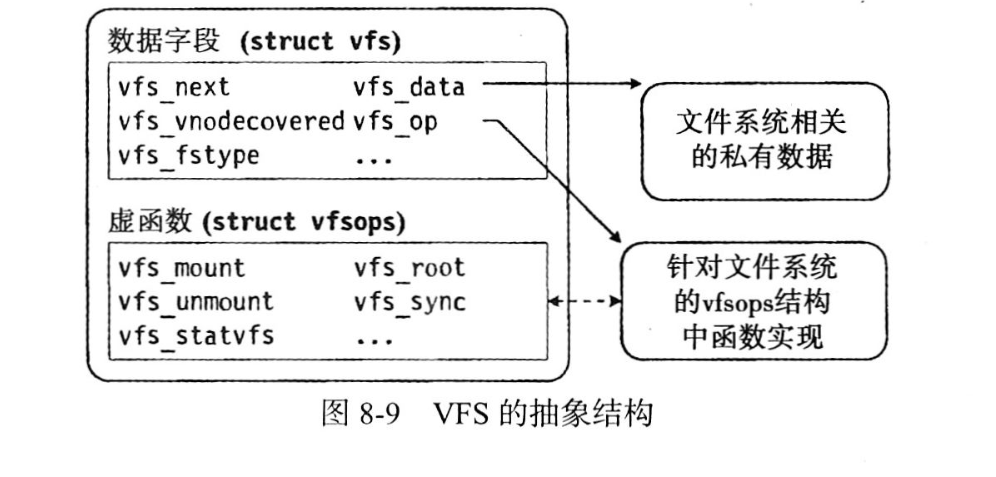 数据字段 (struct vfs)
vfs_next vfs_data
vfs_vnodecovered vfs_op
vfs_fstype ...
文件系统相关
的私有数据
虚函数 (struct vfsops)
vfs_mount vfs_root
vfs_unmount vfs_sync
vfs_statvfs ...
针对文件系统
的vfsops结构
中函数实现
图 8-9 VFS 的抽象结构